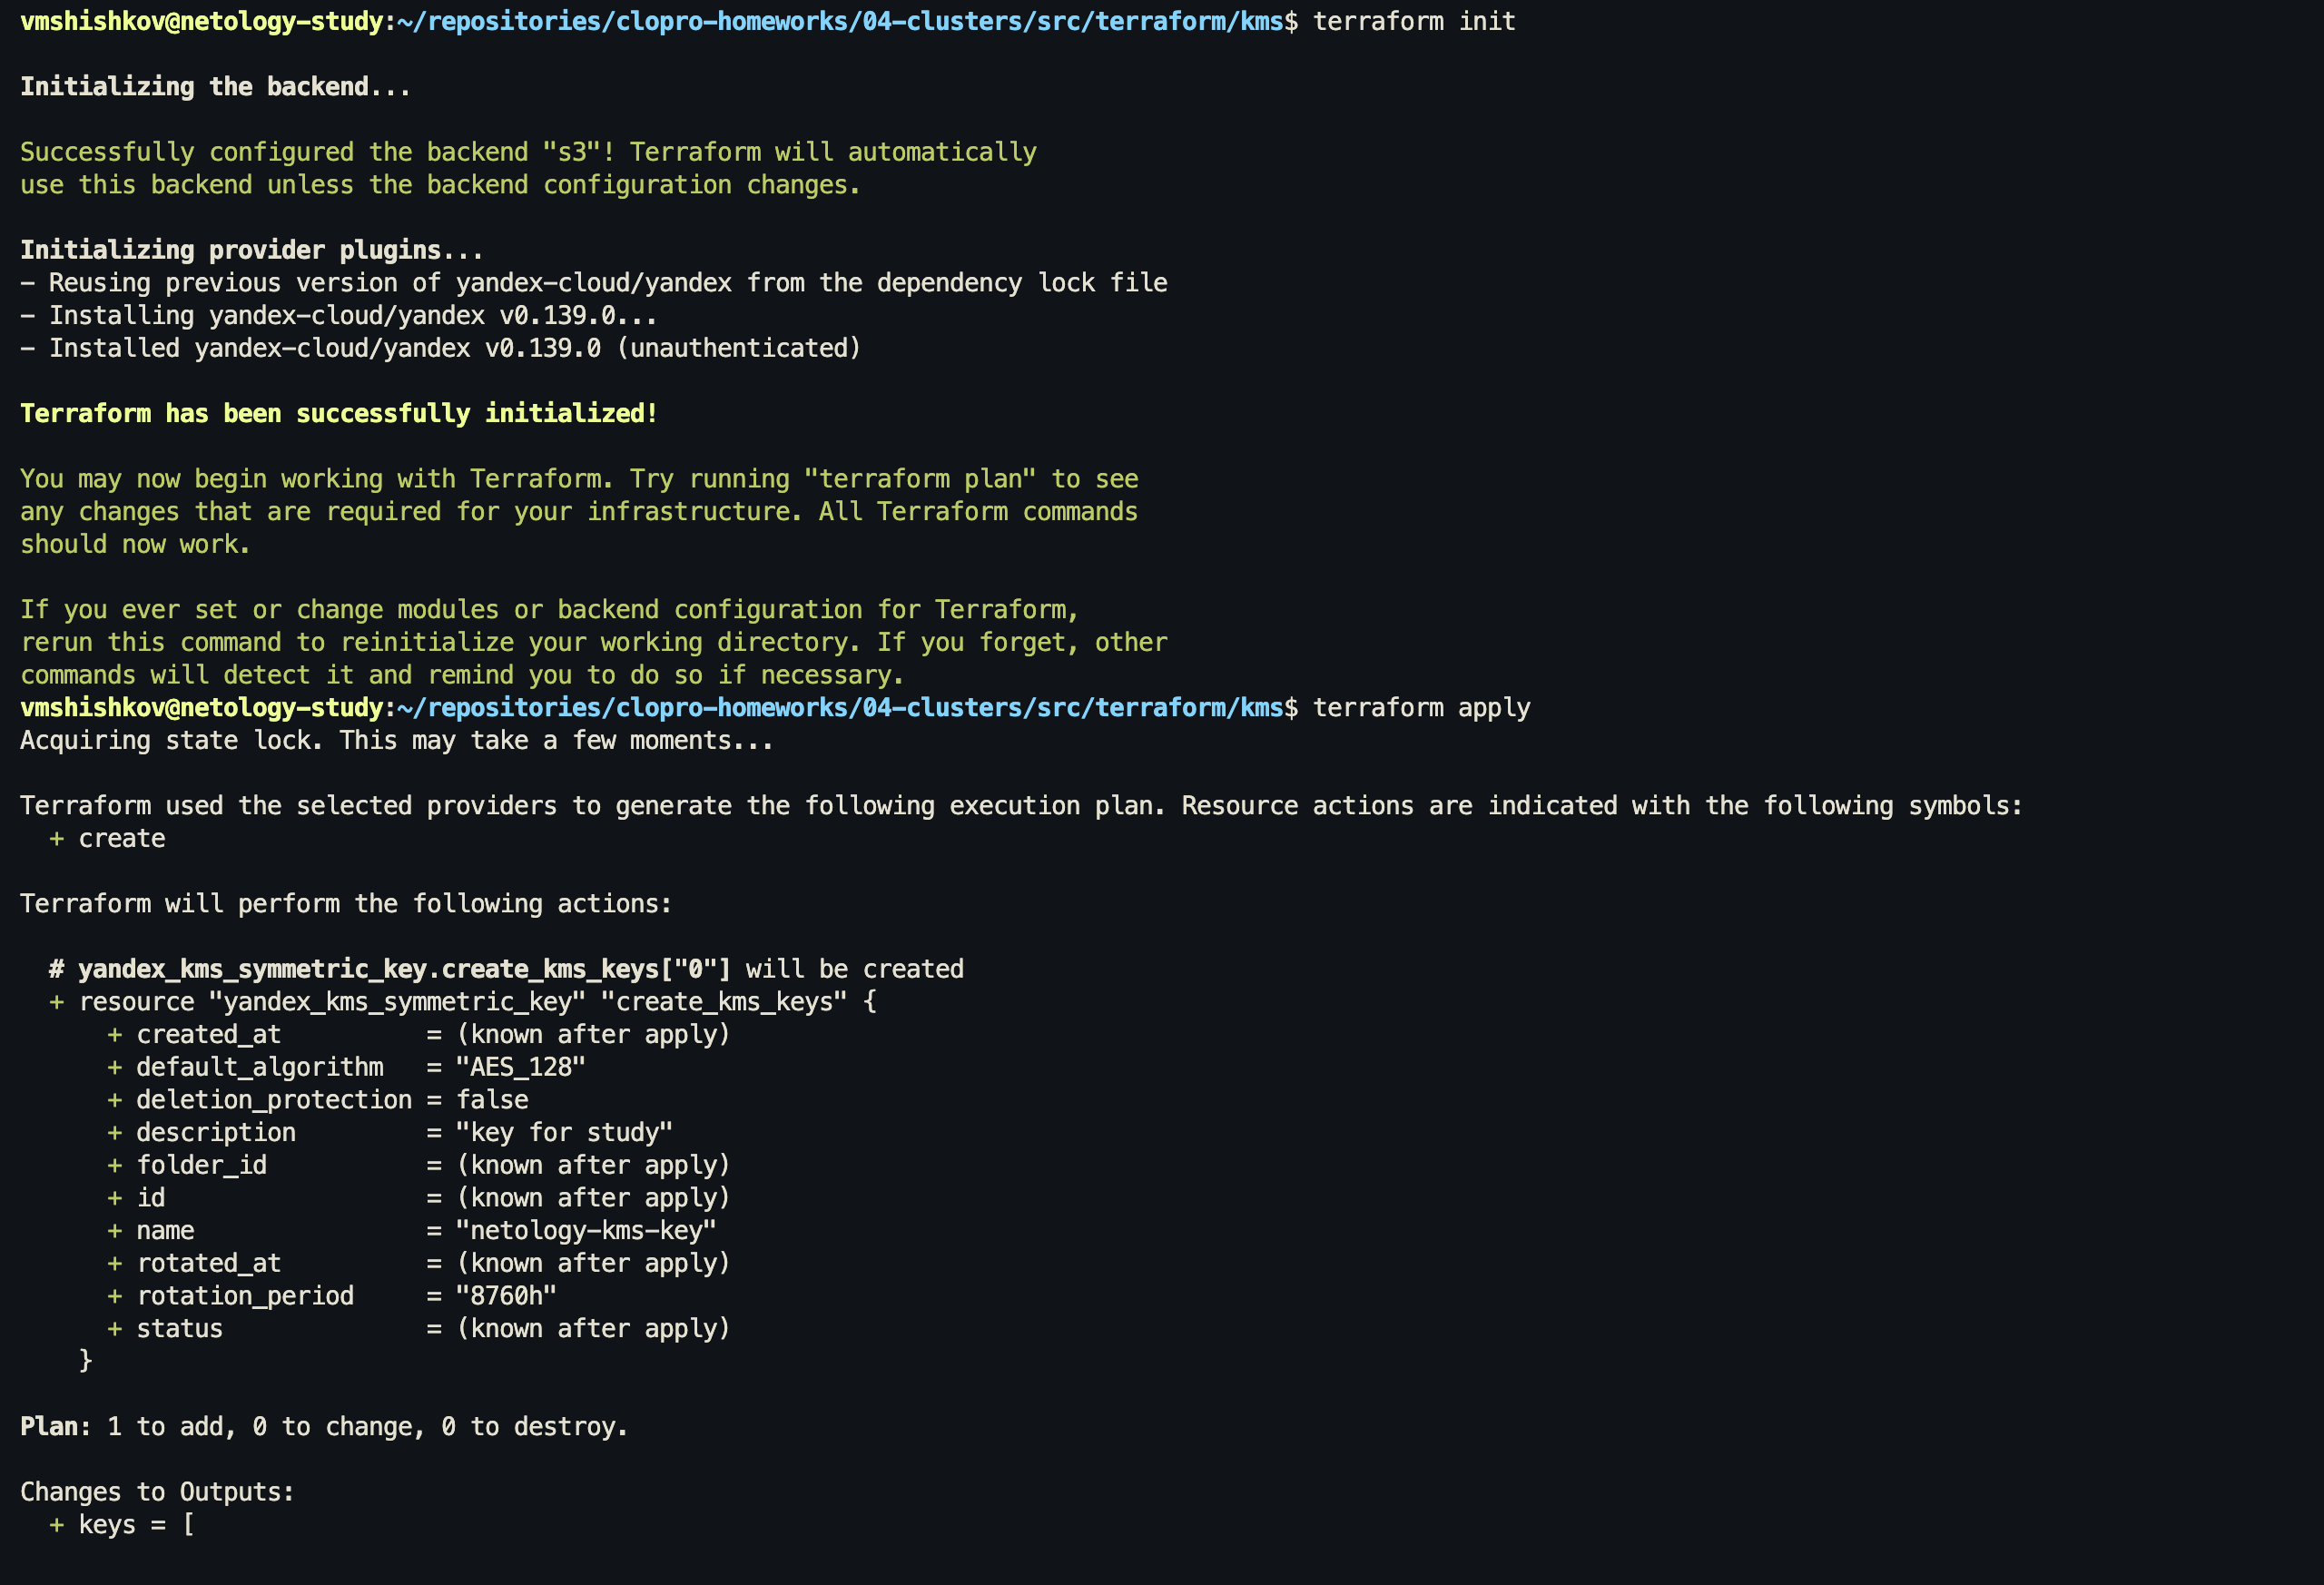 vmshishkov@netology-study:~/repositories/clopro-homeworks/04-clusters/src/terraform/kms$ terraform init
Initializing the backend...
Successfully configured the backend "s3"! Terraform will automatically
use this backend unless the backend configuration changes.
Initializing provider plugins...
- Reusing previous version of yandex-cloud/yandex from the dependency lock file
- Installing yandex-cloud/yandex v0.139.0...
- Installed yandex-cloud/yandex v0.139.0 (unauthenticated)
Terraform has been successfully initialized!
You may now begin working with Terraform. Try running "terraform plan" to see
any changes that are required for your infrastructure. All Terraform commands
should now work.
If you ever set or change modules or backend configuration for Terraform,
rerun this command to reinitialize your working directory. If you forget, other
commands will detect it and remind you to do so if necessary.
vmshishkov@netology-study:~/repositories/clopro-homeworks/04-clusters/src/terraform/kms$ terraform apply
Acquiring state lock. This may take a few moments...
Terraform used the selected providers to generate the following execution plan. Resource actions are indicated with the following symbols:
  + create
Terraform will perform the following actions:
  # yandex_kms_symmetric_key.create_kms_keys["0"] will be created
  + resource "yandex_kms_symmetric_key" "create_kms_keys" {
      + created_at          = (known after apply)
      + default_algorithm   = "AES_128"
      + deletion_protection = false
      + description         = "key for study"
      + folder_id           = (known after apply)
      + id                  = (known after apply)
      + name                = "netology-kms-key"
      + rotated_at          = (known after apply)
      + rotation_period     = "8760h"
      + status              = (known after apply)
    }
Plan: 1 to add, 0 to change, 0 to destroy.
Changes to Outputs:
  + keys = [